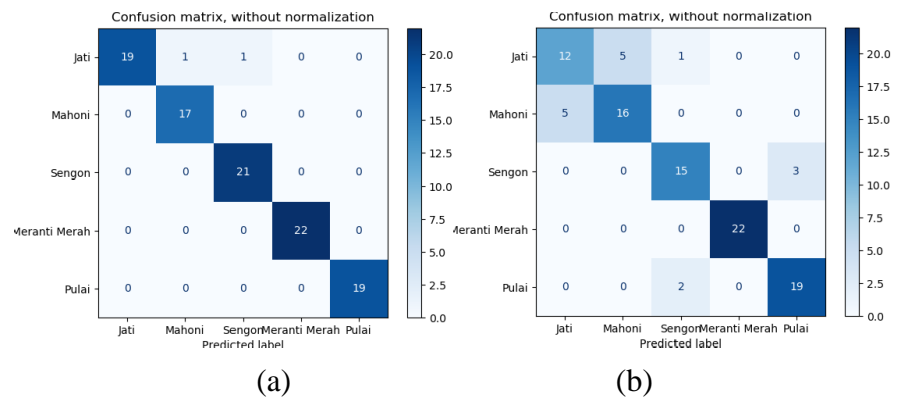 Confusion matrix, without normalization
Jati 19 1 1 0 0
Mahoni 0 17 0 0 0
Sengon 0 0 21 0 0
Meranti Merah 0 0 0 22 0
Pulai 0 0 0 0 19
Jati Mahoni Sengon Meranti Merah Pulai
Predicted label
20.0
17.5
15.0
12.5
10.0
7.5
5.0
2.5
0.0
(a)
Confusion matrix, without normalization
Jati 12 5 1 0 0
Mahoni 5 16 0 0 0
Sengon 0 0 15 0 3
Meranti Merah 0 0 0 22 0
Pulai 0 0 2 0 19
Jati Mahoni Sengon Meranti Merah Pulai
Predicted label
20.0
17.5
15.0
12.5
10.0
7.5
5.0
2.5
0.0
(b)